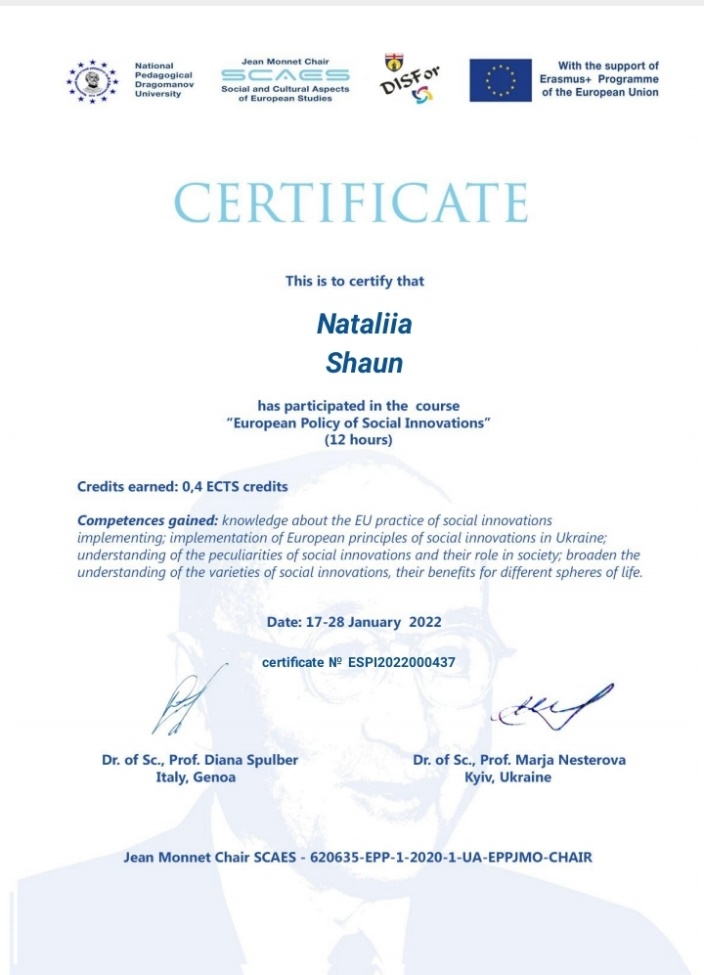 National
Pedagogical
Dragomanov
University
Jean Monnet Chair
SCAES
Social and Cultural Aspects
of European Studies
DISFor
With the support of
Erasmus+ Programme
of the European Union
CERTIFICATE
This is to certify that
Nataliia
Shaun
has participated in the course
“European Policy of Social Innovations”
(12 hours)
Credits earned: 0,4 ECTS credits
Competences gained: knowledge about the EU practice of social innovations
implementing; implementation of European principles of social innovations in Ukraine;
understanding of the peculiarities of social innovations and their role in society; broaden the
understanding of the varieties of social innovations, their benefits for different spheres of life.
Date: 17-28 January 2022
certificate № ESPI2022000437
Dr. of Sc., Prof. Diana Spulber
Italy, Genoa
Dr. of Sc., Prof. Marja Nesterova
Kyiv, Ukraine
Jean Monnet Chair SCAES - 620635-EPP-1-2020-1-UA-EPPJMO-CHAIR